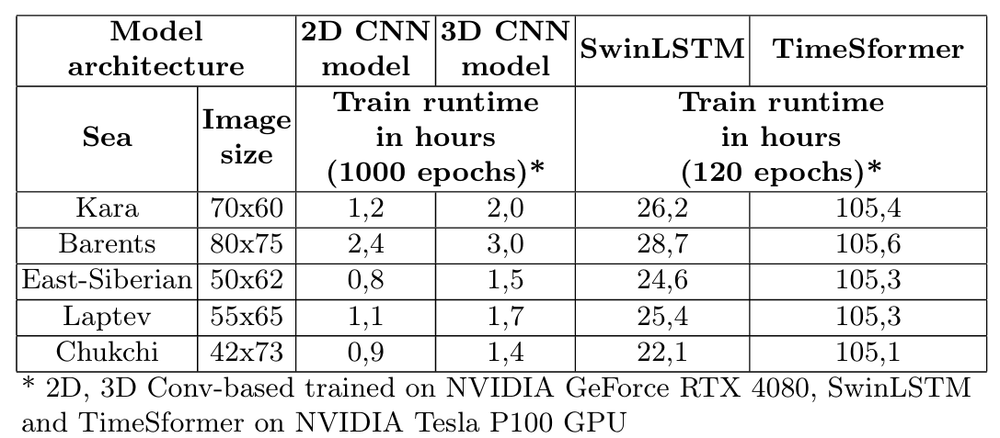 Model architecture 2D CNN model 3D CNN model SwinLSTM TimeSformer
Sea Image size Train runtime in hours (1000 epochs)* Train runtime in hours (120 epochs)*
Kara 70x60 1,2 2,0 26,2 105,4
Barents 80x75 2,4 3,0 28,7 105,6
East-Siberian 50x62 0,8 1,5 24,6 105,3
Laptev 55x65 1,1 1,7 25,4 105,3
Chukchi 42x73 0,9 1,4 22,1 105,1
* 2D, 3D Conv-based trained on NVIDIA GeForce RTX 4080, SwinLSTM
and TimeSformer on NVIDIA Tesla P100 GPU